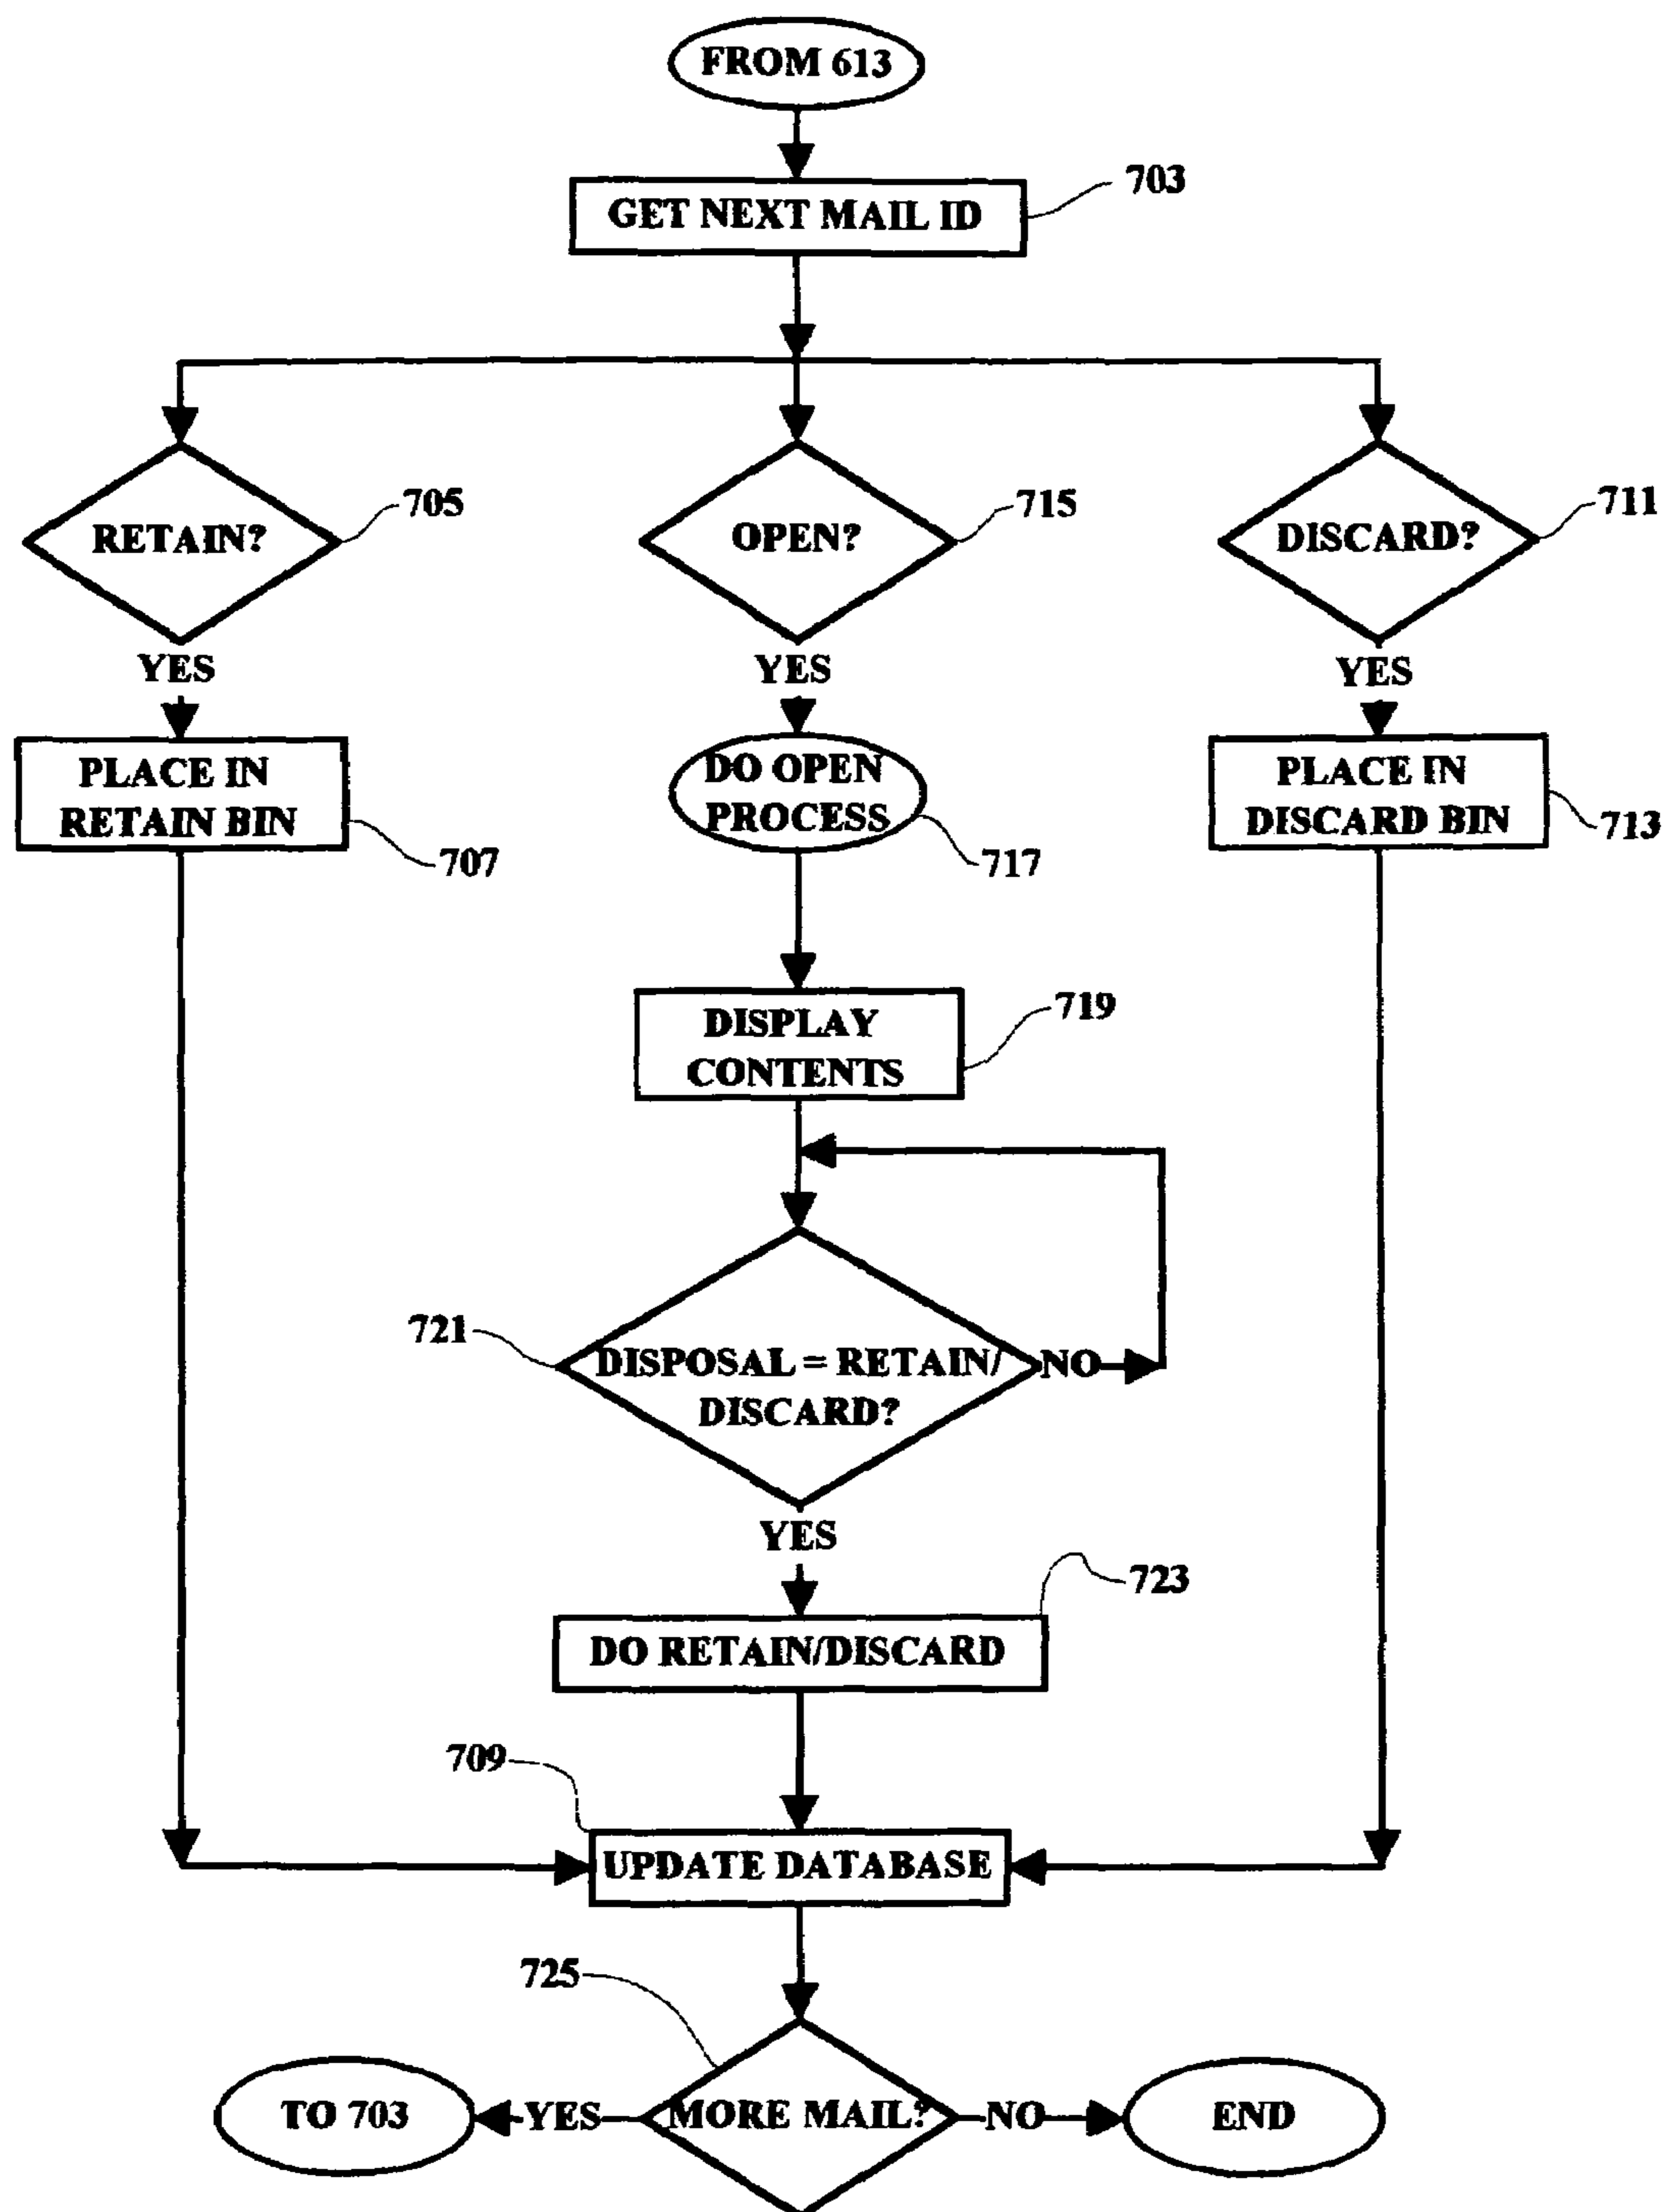 FROM 613
GET NEXT MAIL ID
703
RETAIN?
705
OPEN?
715
DISCARD?
711
YES
YES
YES
PLACE IN
RETAIN BIN
707
DO OPEN
PROCESS
717
PLACE IN
DISCARD BIN
713
DISPLAY
CONTENTS
719
721
DISPOSAL = RETAIN/
DISCARD?
NO
YES
723
DO RETAIN/DISCARD
709
UPDATE DATABASE
725
TO 703
YES
MORE MAIL?
NO
END